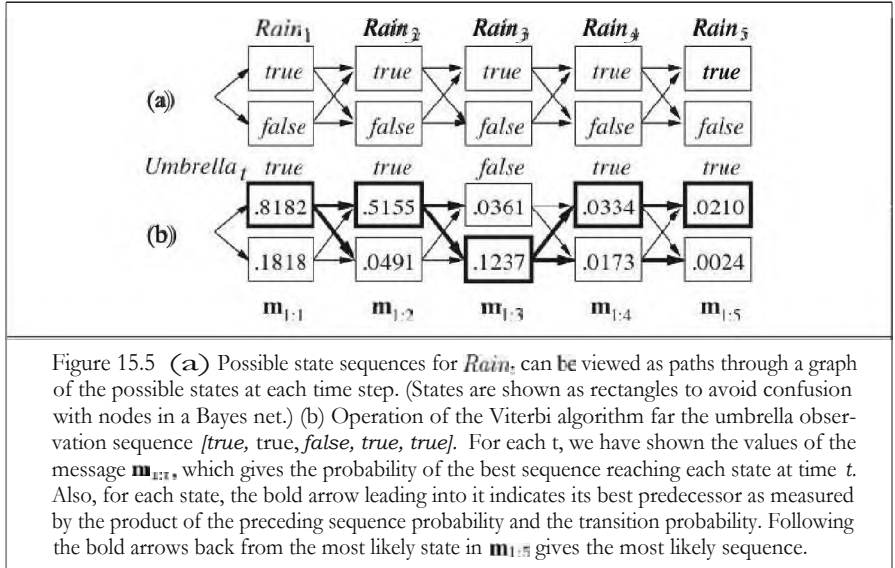 Rain1 Rain2 Rain3 Rain4 Rain5
true true true true true
(a)
false false false false false
Umbrella t true true false true true
.8182 .5155 .0361 .0334 .0210
(b)
.1818 .0491 .1237 .0173 .0024
m1:1 m1:2 m1:3 m1:4 m1:5
Figure 15.5 (a) Possible state sequences for Rain can be viewed as paths through a graph
of the possible states at each time step. (States are shown as rectangles to avoid confusion
with nodes in a Bayes net.) (b) Operation of the Viterbi algorithm far the umbrella obser-
vation sequence [true, true, false, true, true]. For each t, we have shown the values of the
message m1:t, which gives the probability of the best sequence reaching each state at time t.
Also, for each state, the bold arrow leading into it indicates its best predecessor as measured
by the product of the preceding sequence probability and the transition probability. Following
the bold arrows back from the most likely state in m1:5 gives the most likely sequence.